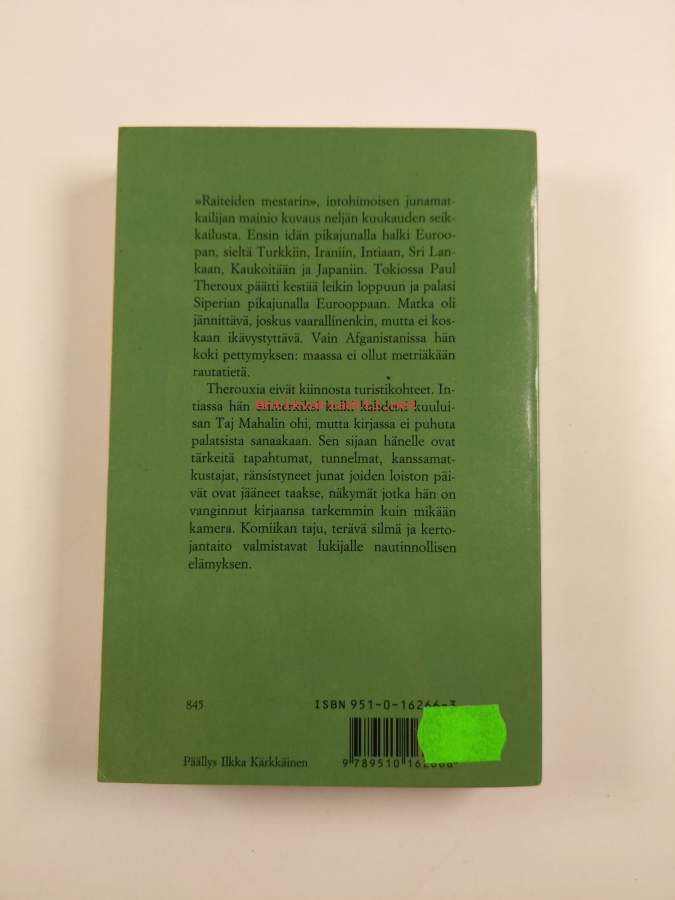 »Raiteiden mestarin», intohimoisen junamat-
kailijan mainio kuvaus neljän kuukauden seik-
kailusta. Ensin idän pikajunalla halki Euroo-
pan, sieltä Turkkiin, Iraniin, Intiaan, Sri Lan-
kaan, Kaukoitään ja Japaniin. Tokiossa Paul
Theroux päätti kestää leikin loppuun ja palasi
Siperian pikajunalla Eurooppaan. Matka oli
jännittävä, joskus vaarallinenkin, mutta ei kos-
kaan ikävystyttävä. Vain Afganistanissa hän
koki pettymyksen: maassa ei ollut metriäkään
rautatietä.
Therouxia eivät kiinnosta turistikohteet. In-
tiassa hän kulki kahdesti kuului-
san Taj Mahalin ohi, mutta kirjassa ei puhuta
palatsista sanaakaan. Sen sijaan hänelle ovat
tärkeitä tapahtumat, tunnelmat, kanssamat-
kustajat, ränsistyneet junat joiden loiston päi-
vät ovat jääneet taakse, näkymät jotka hän on
vanginnut kirjaansa tarkemmin kuin mikään
kamera. Komiikan taju, terävä silmä ja kerto-
jantaito valmistavat lukijalle nautinnollisen
elämyksen.
845 ISBN 951-0-16266-3
Päällys Ilkka Kärkkäinen 9 789510